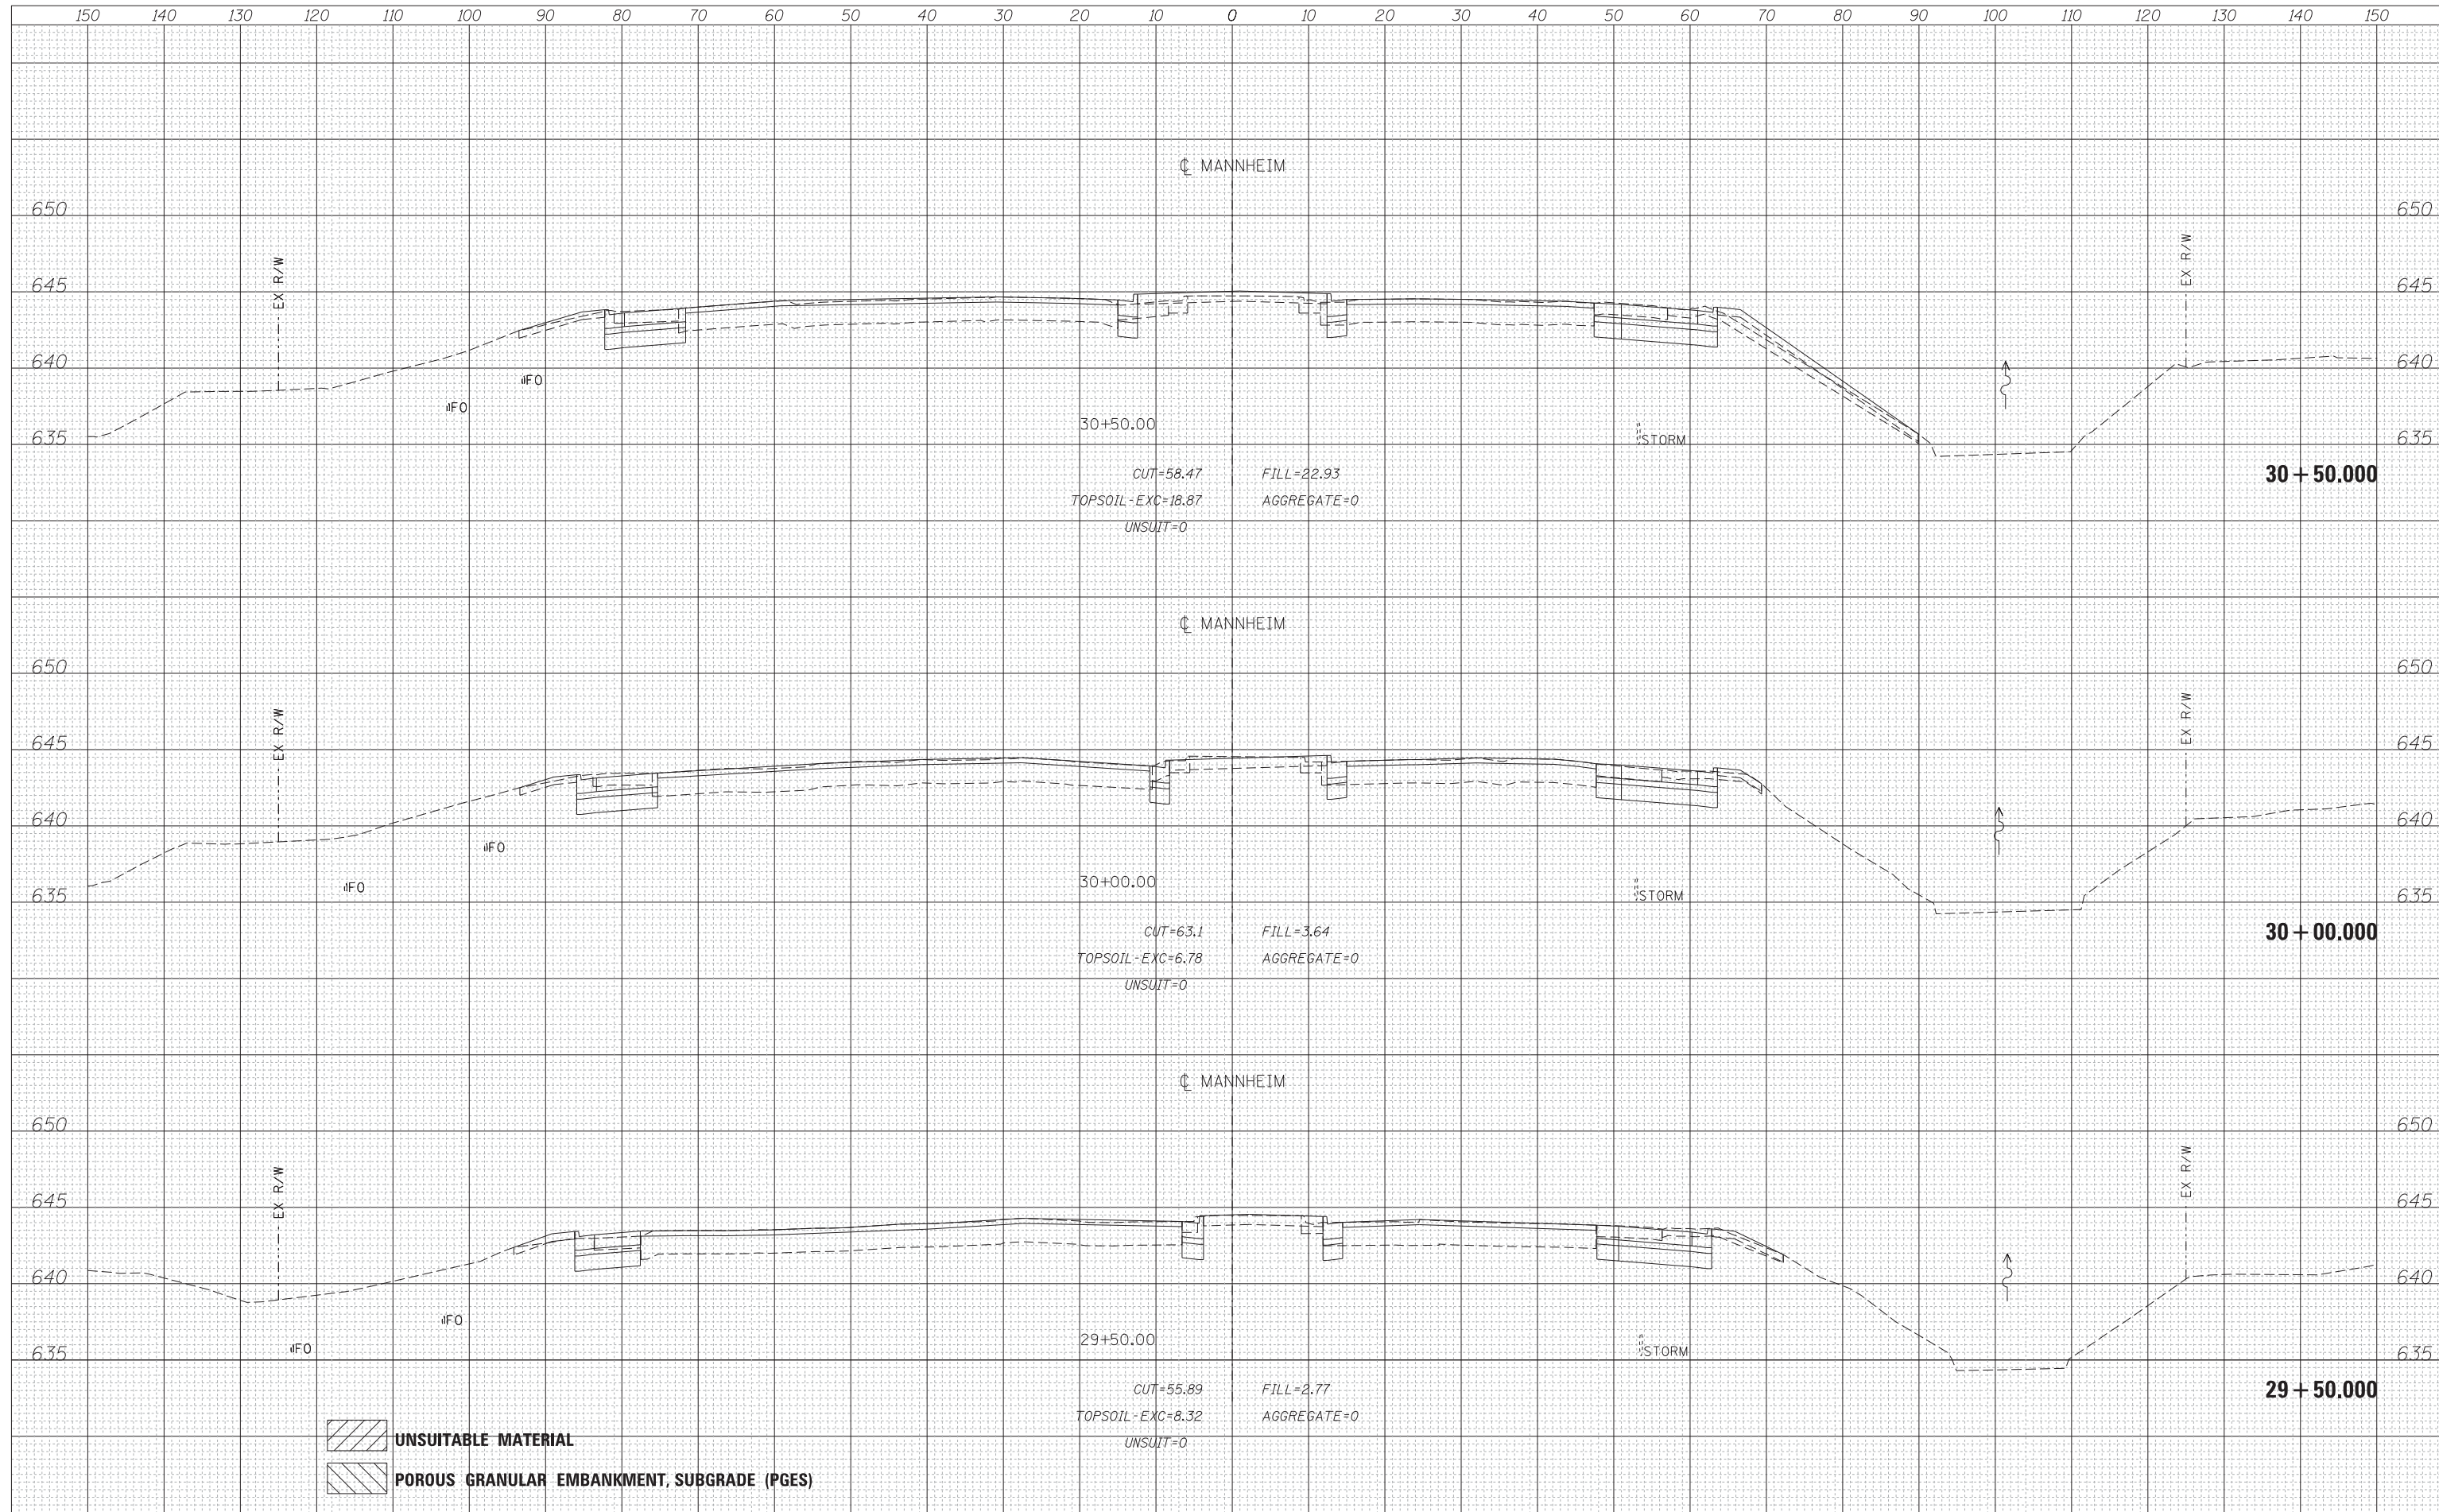 150 140 130 120 110 100 90 80 70 60 50 40 30 20 10 0 10 20 30 40 50 60 70 80 90 100 110 120 130 140 150
℄ MANNHEIM
650 650
EX R/W EX R/W
645 645
640 640
FO
FO
30+50.00
635 STORM 635
CUT=58.47 FILL=22.93 30+50.000
TOPSOIL-EXC=18.87 AGGREGATE=0
UNSUIT=0
℄ MANNHEIM
650 650
EX R/W EX R/W
645 645
640 640
FO
FO 30+00.00
635 STORM 635
CUT=63.1 FILL=3.64 30+00.000
TOPSOIL-EXC=6.78 AGGREGATE=0
UNSUIT=0
℄ MANNHEIM
650 650
EX R/W EX R/W
645 645
640 640
FO
29+50.00
FO STORM
635 635
CUT=55.89 FILL=2.77 29+50.000
TOPSOIL-EXC=8.32 AGGREGATE=0
UNSUIT=0
UNSUITABLE MATERIAL
POROUS GRANULAR EMBANKMENT, SUBGRADE (PGES)